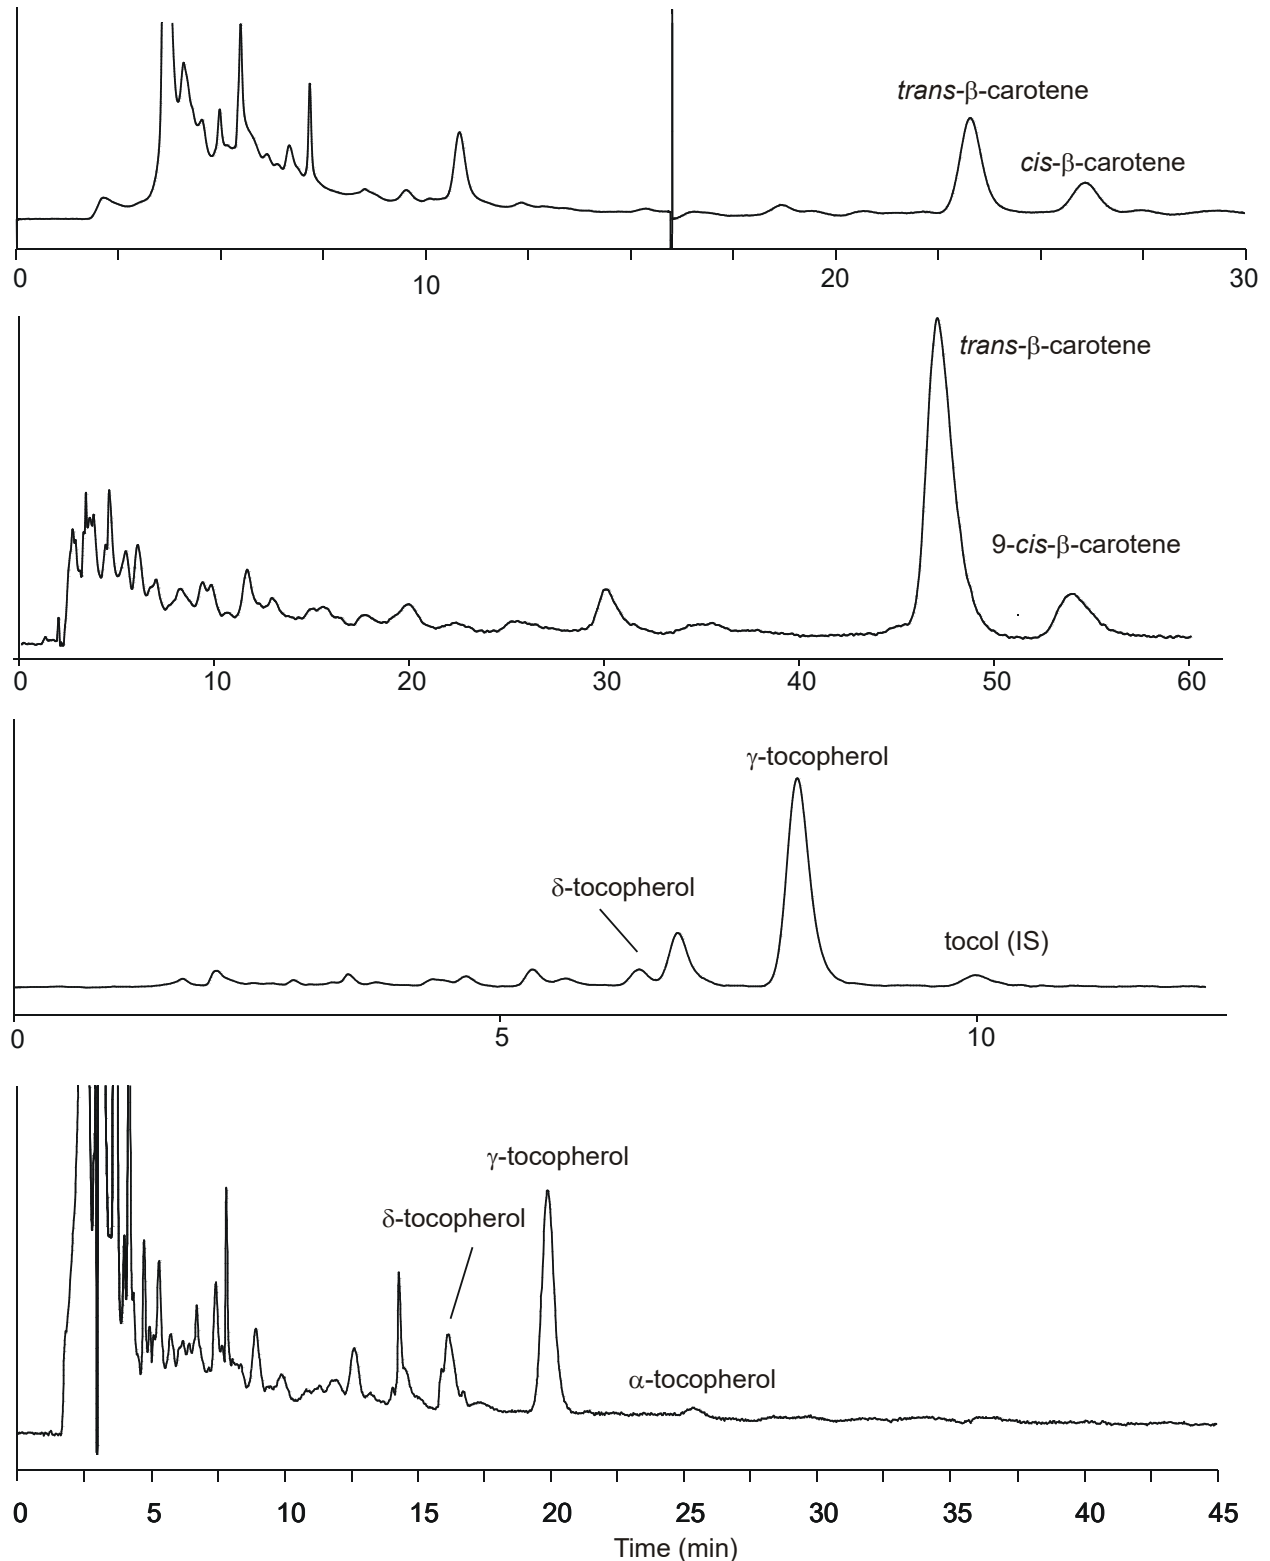 trans-β-carotene
cis-β-carotene
0 10 20 30
trans-β-carotene
9-cis-β-carotene
0 10 20 30 40 50 60
γ-tocopherol
δ-tocopherol
tocol (IS)
0 5 10
γ-tocopherol
δ-tocopherol
α-tocopherol
0 5 10 15 20 25 30 35 40 45
Time (min)